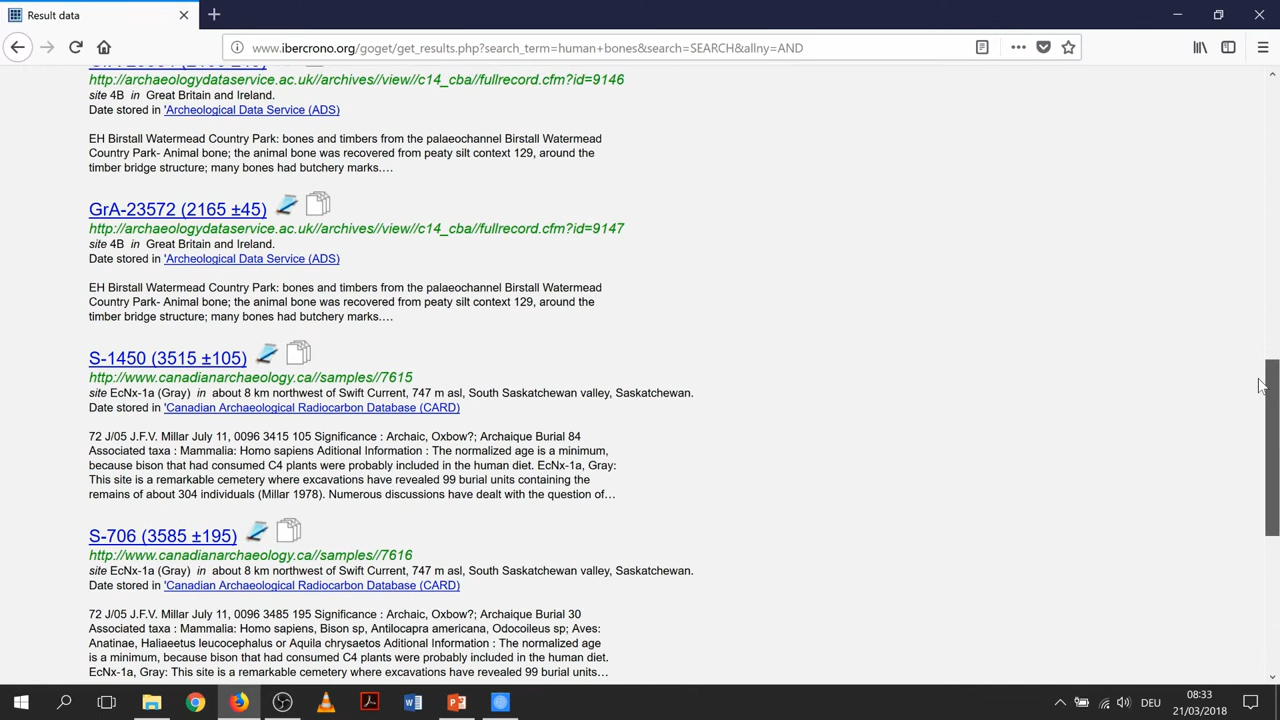 Result data
www.ibercrono.org/goget/get_results.php?search_term=human+bones&search=SEARCH&allny=AND
http://archaeologydataservice.ac.uk//archives//view//c14_cba//fullrecord.cfm?id=9146
site 4B in Great Britain and Ireland.
Date stored in 'Archeological Data Service (ADS)
EH Birstall Watermead Country Park: bones and timbers from the palaeochannel Birstall Watermead
Country Park- Animal bone; the animal bone was recovered from peaty silt context 129, around the
timber bridge structure; many bones had butchery marks....
GrA-23572 (2165 ±45)
http://archaeologydataservice.ac.uk//archives//view//c14_cba//fullrecord.cfm?id=9147
site 4B in Great Britain and Ireland.
Date stored in 'Archeological Data Service (ADS)
EH Birstall Watermead Country Park: bones and timbers from the palaeochannel Birstall Watermead
Country Park- Animal bone; the animal bone was recovered from peaty silt context 129, around the
timber bridge structure; many bones had butchery marks....
S-1450 (3515 ±105)
http://www.canadianarchaeology.ca//samples//7615
site EcNx-1a (Gray) in about 8 km northwest of Swift Current, 747 m asl, South Saskatchewan valley, Saskatchewan.
Date stored in 'Canadian Archaeological Radiocarbon Database (CARD)
72 J/05 J.F.V. Millar July 11, 0096 3415 105 Significance : Archaic, Oxbow?; Archaique Burial 84
Associated taxa : Mammalia: Homo sapiens Aditional Information : The normalized age is a minimum,
because bison that had consumed C4 plants were probably included in the human diet. EcNx-1a, Gray:
This site is a remarkable cemetery where excavations have revealed 99 burial units containing the
remains of about 304 individuals (Millar 1978). Numerous discussions have dealt with the question of...
S-706 (3585 ±195)
http://www.canadianarchaeology.ca//samples//7616
site EcNx-1a (Gray) in about 8 km northwest of Swift Current, 747 m asl, South Saskatchewan valley, Saskatchewan.
Date stored in 'Canadian Archaeological Radiocarbon Database (CARD)
72 J/05 J.F.V. Millar July 11, 0096 3485 195 Significance : Archaic, Oxbow?; Archaique Burial 30
Associated taxa : Mammalia: Homo sapiens, Bison sp, Antilocapra americana, Odocoileus sp; Aves:
Anatinae, Haliaeetus leucocephalus or Aquila chrysaetos Aditional Information : The normalized age
is a minimum, because bison that had consumed C4 plants were probably included in the human diet.
EcNx-1a, Gray: This site is a remarkable cemetery where excavations have revealed 99 burial units...
DEU
08:33
21/03/2018